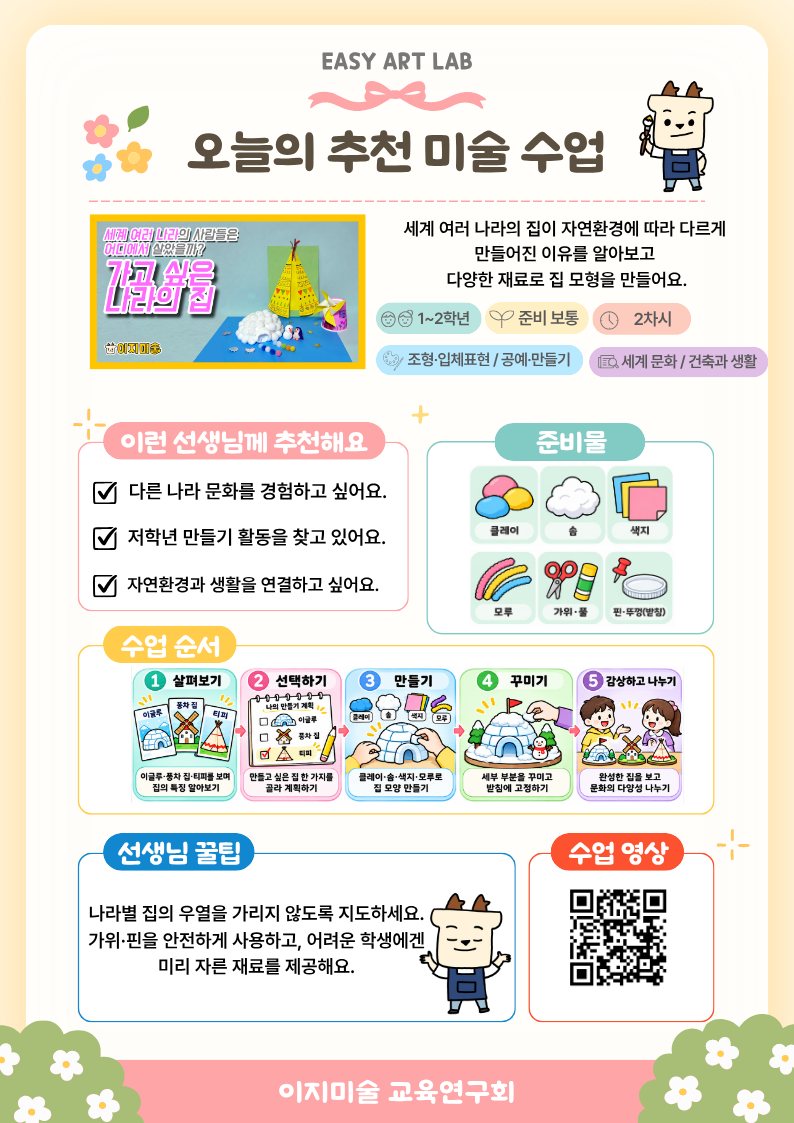 EASY ART LAB
오늘의 추천 미술 수업
세계 여러 나라의 사람들은
어디에서 살았을까?
가고 싶은
나라의 집
이지미술
세계 여러 나라의 집이 자연환경에 따라 다르게
만들어진 이유를 알아보고
다양한 재료로 집 모형을 만들어요.
1~2학년
준비 보통
2차시
조형·입체표현 / 공예·만들기
세계 문화 / 건축과 생활
이런 선생님께 추천해요
다른 나라 문화를 경험하고 싶어요.
저학년 만들기 활동을 찾고 있어요.
자연환경과 생활을 연결하고 싶어요.
준비물
클레이
솜
색지
모루
가위·풀
핀·뚜껑(받침)
수업 순서
1 살펴보기
이글루
풍차 집
티피
이글루·풍차 집·티피를 보며
집의 특징 알아보기
2 선택하기
나의 만들기 계획
이글루
풍차 집
티피
만들고 싶은 집 한 가지를
골라 계획하기
3 만들기
클레이
솜
색지
모루
클레이·솜·색지·모루로
집 모양 만들기
4 꾸미기
세부 부분을 꾸미고
받침에 고정하기
5 감상하고 나누기
완성한 집을 보고
문화의 다양성 나누기
선생님 꿀팁
나라별 집의 우열을 가리지 않도록 지도하세요.
가위·핀을 안전하게 사용하고, 어려운 학생에겐
미리 자른 재료를 제공해요.
수업 영상
이지미술 교육연구회